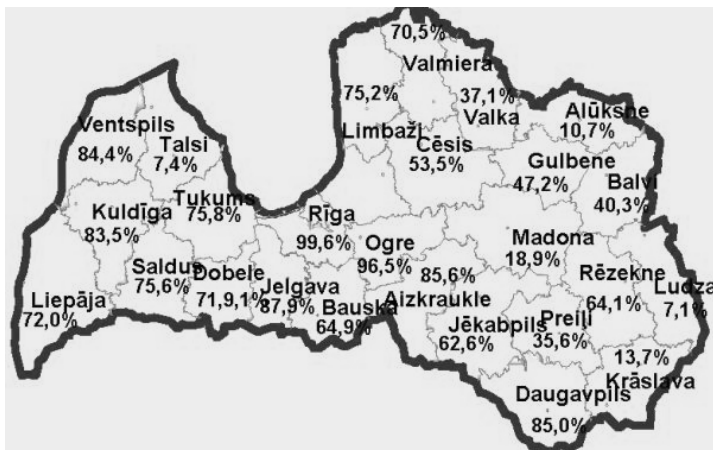 70,5%
Valmiera
75,2%
37,1%
Valka
Limbaži
Alūksne
10,7%
Ventspils
84,4%
Talsi
7,4%
Cēsis
53,5%
Gulbene
47,2%
Balvi
40,3%
Kuldīga
83,5%
Tukums
75,8%
Rīga
99,6%
Ogre
96,5%
Madona
18,9%
Saldus
75,6%
Dobele
71,9,1%
Jelgava
87,9%
85,6%
Aizkraukle
Rēzekne
64,1%
Ludza
7,1%
Liepāja
72,0%
Bauska
64,9%
Jēkabpils
62,6%
Preiļi
35,6%
13,7%
Krāslava
Daugavpils
85,0%